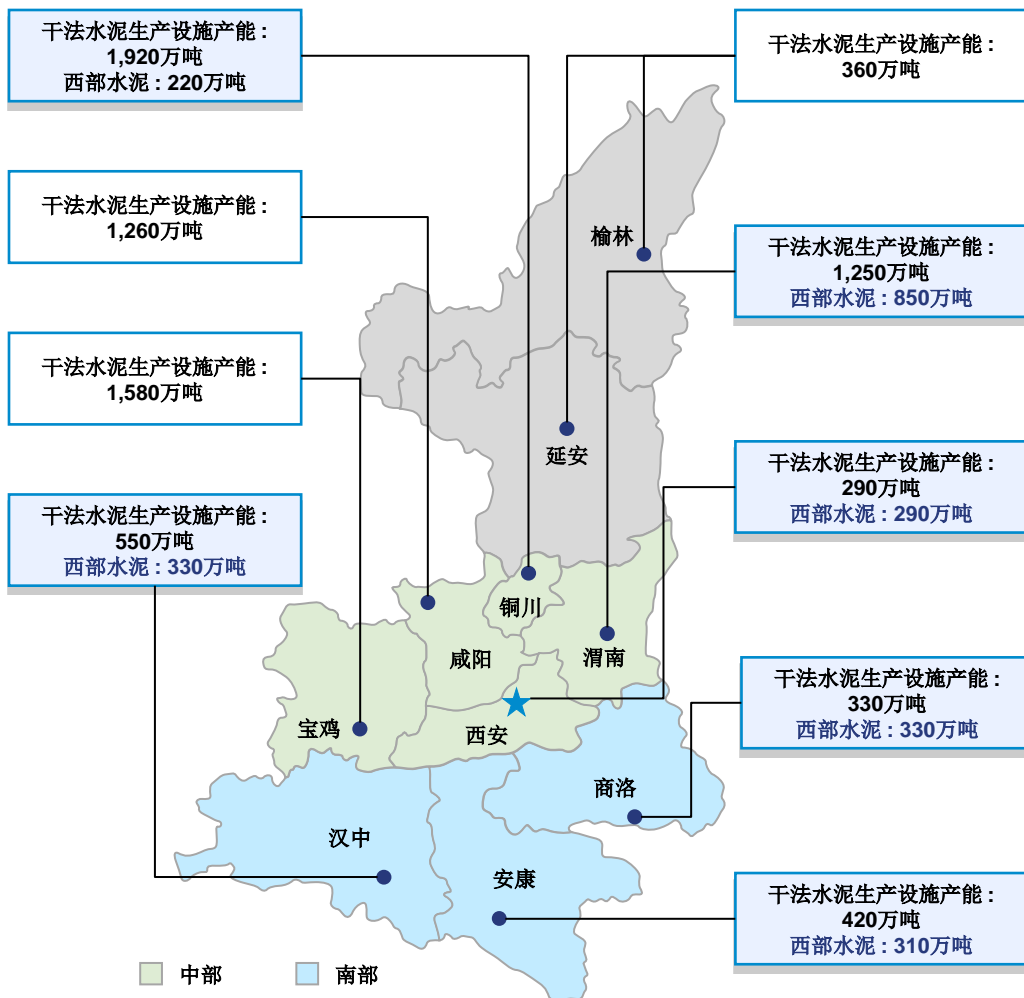 干法水泥生产设施产能 :
1,920万吨
西部水泥 : 220万吨
干法水泥生产设施产能 :
360万吨
干法水泥生产设施产能 :
1,260万吨
干法水泥生产设施产能 :
1,250万吨
西部水泥 : 850万吨
干法水泥生产设施产能 :
1,580万吨
干法水泥生产设施产能 :
290万吨
西部水泥 : 290万吨
干法水泥生产设施产能 :
550万吨
西部水泥 : 330万吨
干法水泥生产设施产能 :
330万吨
西部水泥 : 330万吨
干法水泥生产设施产能 :
420万吨
西部水泥 : 310万吨
榆林
延安
铜川
咸阳
渭南
宝鸡
西安
商洛
汉中
安康
中部
南部